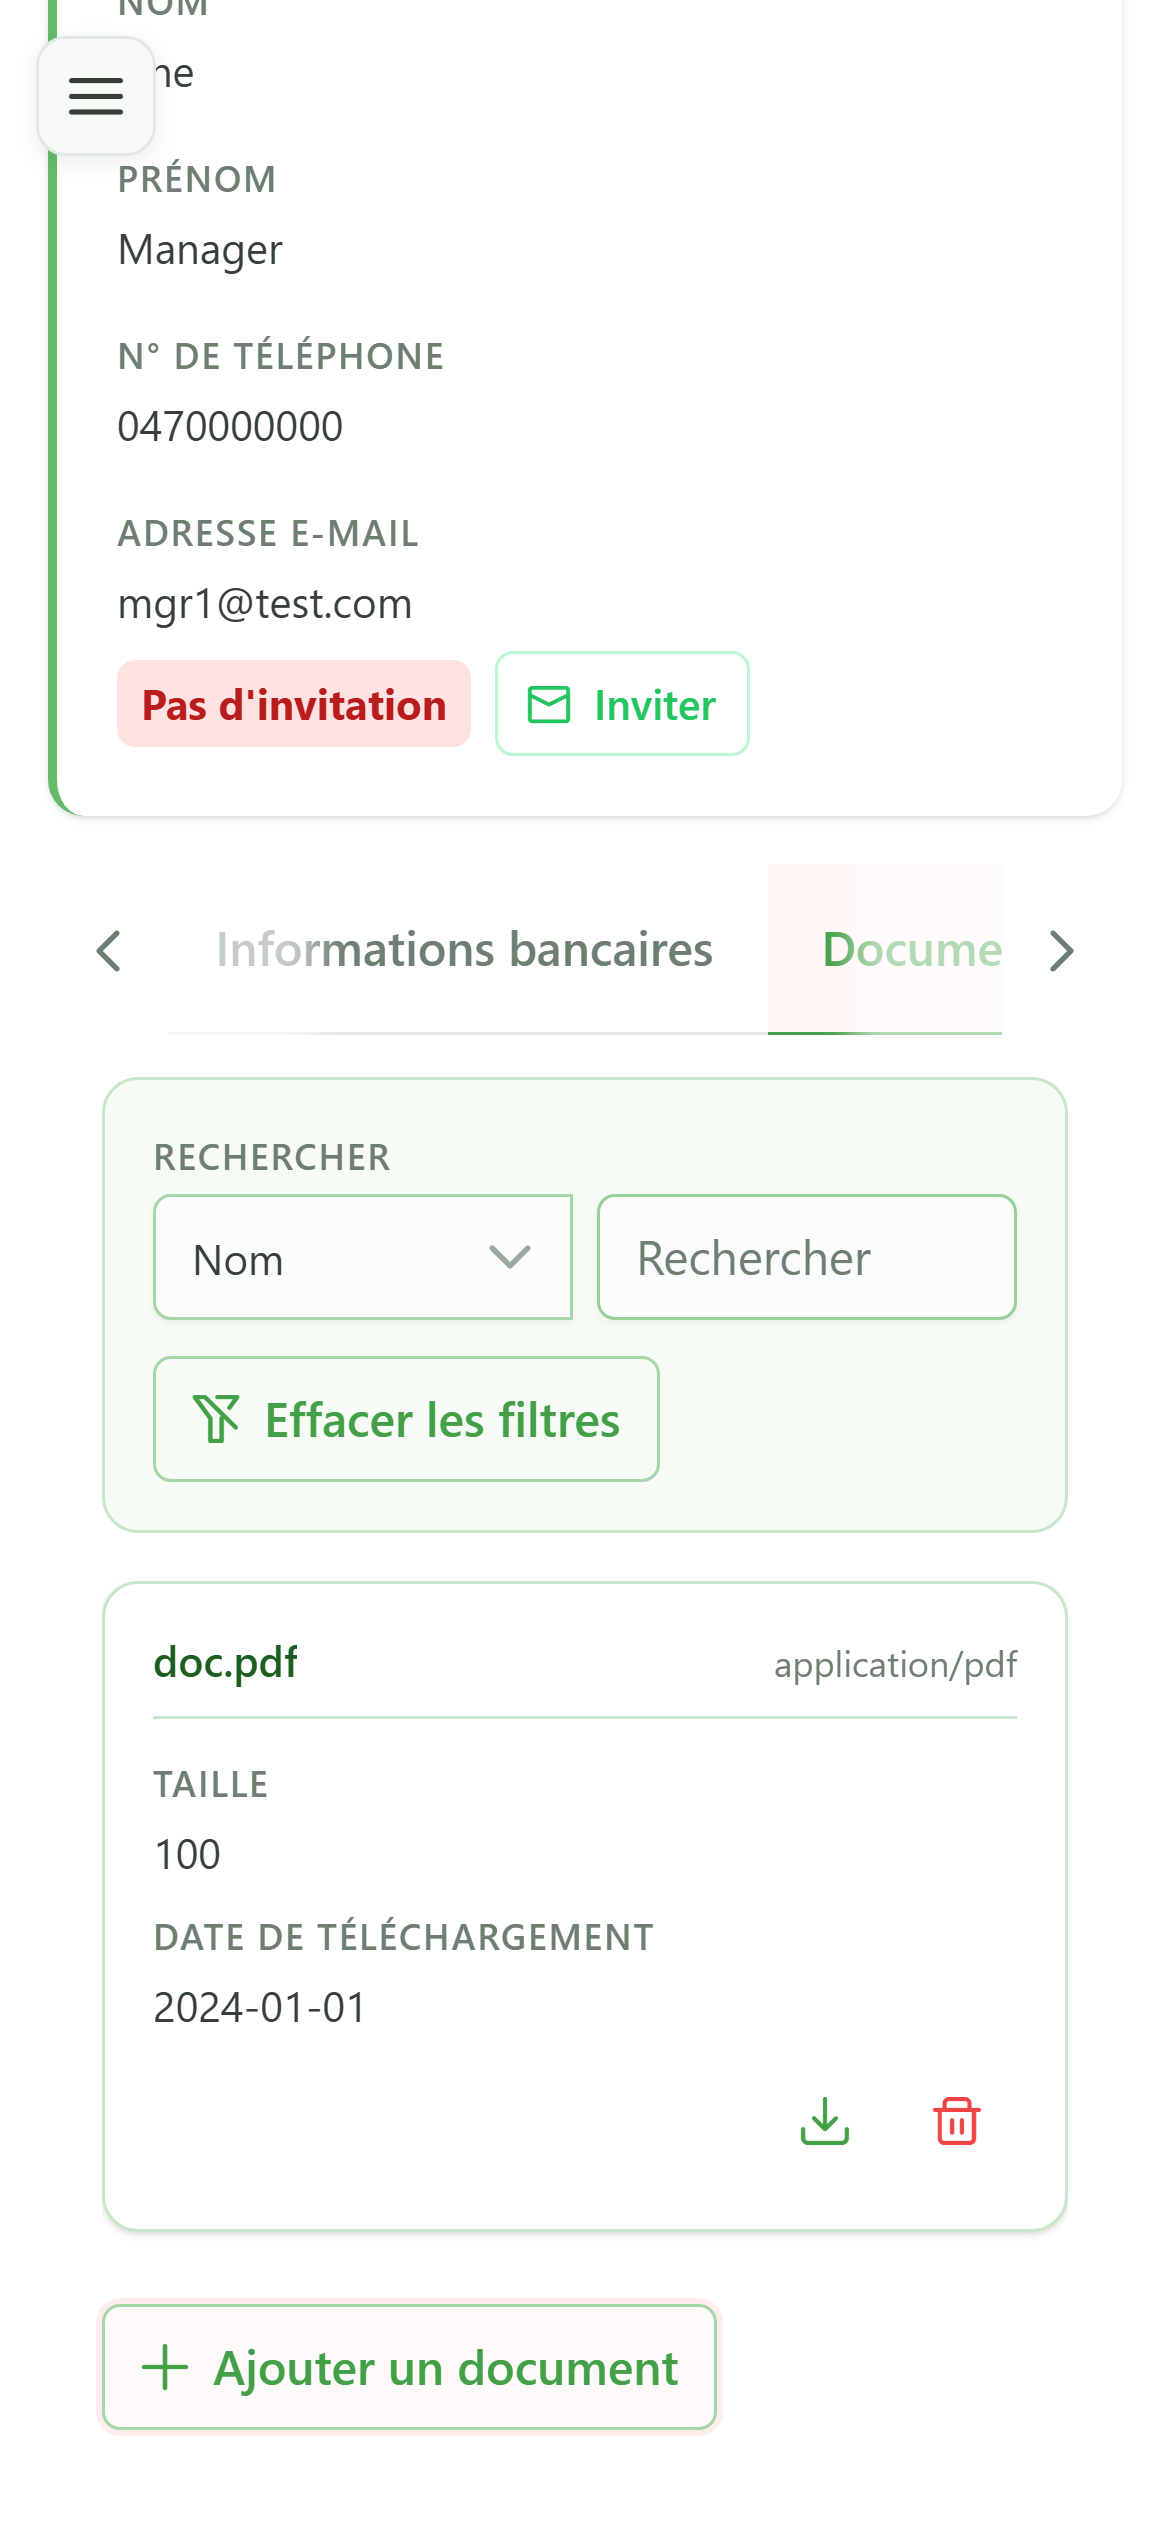 NOM
PRÉNOM
Manager
N° DE TÉLÉPHONE
0470000000
ADRESSE E-MAIL
mgr1@test.com
Pas d'invitation
Inviter
Informations bancaires
Docume
RECHERCHER
Nom
Rechercher
Effacer les filtres
doc.pdf
application/pdf
TAILLE
100
DATE DE TÉLÉCHARGEMENT
2024-01-01
Ajouter un document